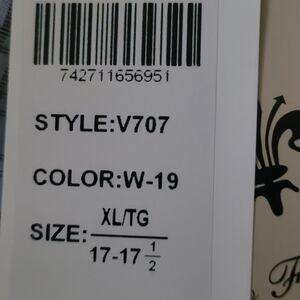 742711656951
STYLE:V707
COLOR:W-19
SIZE: XL/TG
17-17 1/2